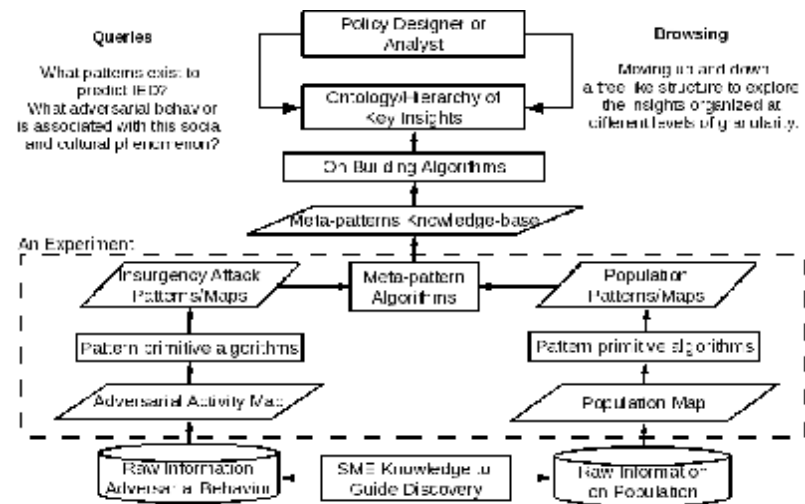 Queries
What patterns exist to
predict IED?
What adversarial behavior
is associated with this social
and cultural phenomenon?
Policy Designer or
Analyst
Browsing
Moving up and down
a tree like structure to explore
the insights organized at
different levels of granularity.
Ontology/Hierarchy of
Key Insights
On Building Algorithms
Meta-patterns Knowledge-base
An Experiment
Insurgency Attack
Patterns/Maps
Meta-pattern
Algorithms
Population
Patterns/Maps
Pattern primitive algorithms
Pattern primitive algorithms
Adversarial Activity Map
Population Map
Raw Information
Adversarial Behavior
SME Knowledge to
Guide Discovery
Raw Information
on Population